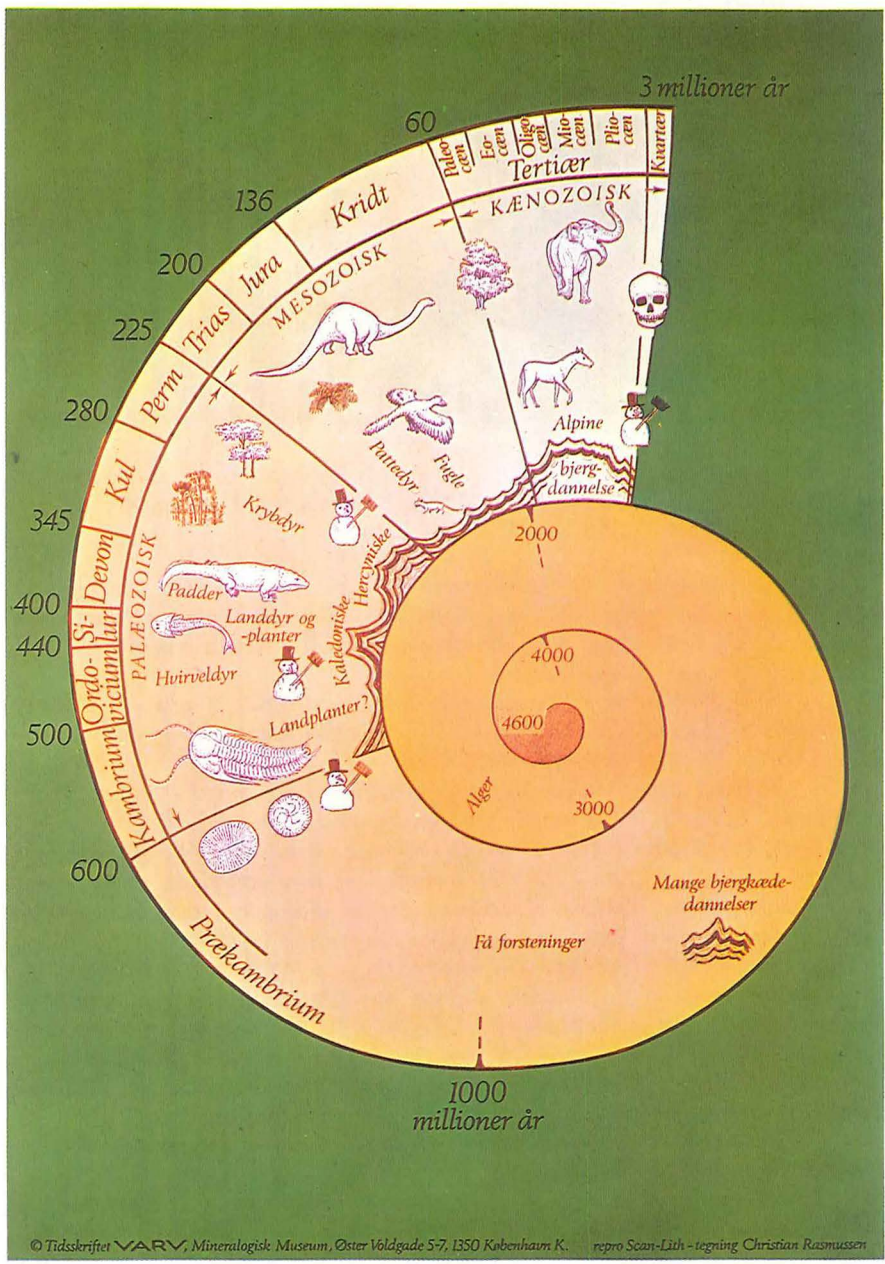 3 millioner år
60
Paleo-
cæn
Eo-
cæn
Oligo
cæn
Mio-
cæn
Plio-
cæn
Kvartær
Tertiær
KÆNOZOISK
136
Kridt
200
Jura
MESOZOISK
225
Trias
280
Perm
Kul
345
Devon
PALÆOZOISK
400
Si-
lur
440
Ordo-
vicium
500
Kambrium
600
Prækambrium
Alpine
bjerg-
dannelse
Fugle
Pattedyr
Krybdyr
Hercyniske
Padder
Landdyr og
-planter
Kaledoniske
Hvirveldyr
Landplanter?
2000
4000
4600
3000
Alger
Mange bjergkæde-
dannelser
Få forsteninger
1000
millioner år
© Tidsskriftet VARV, Mineralogisk Museum, Øster Voldgade 5-7, 1350 København K. repro Scan-Lith - tegning Christian Rasmussen